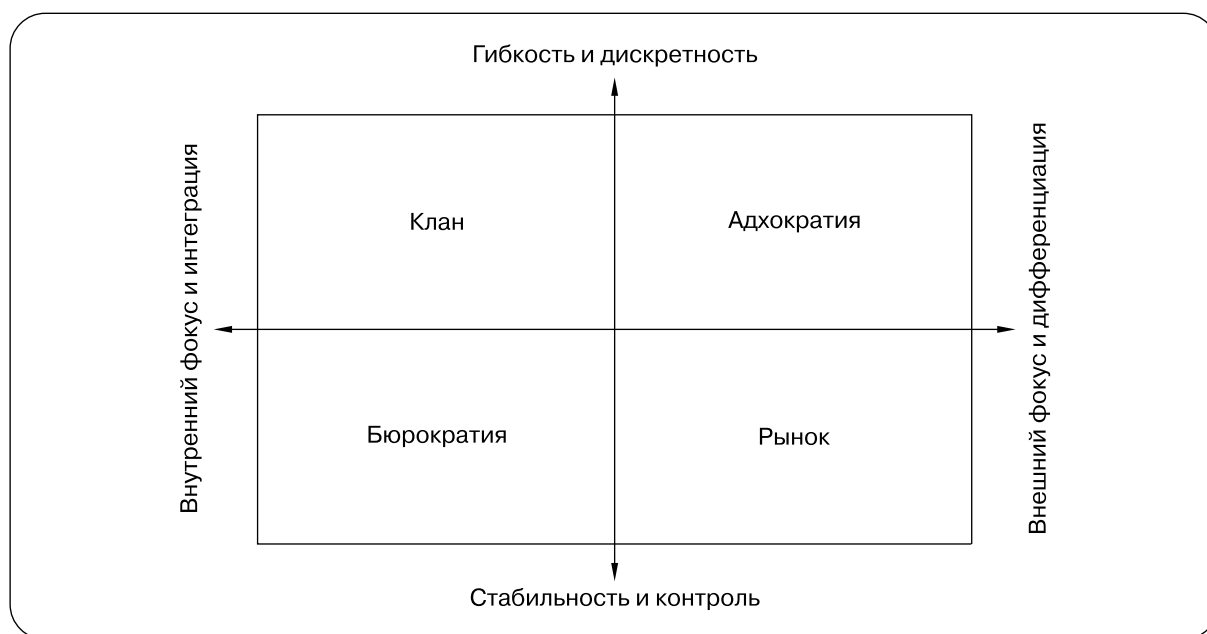 Гибкость и дискретность
Внутренний фокус и интеграция
Внешний фокус и дифференциация
Клан
Адхократия
Бюрократия
Рынок
Стабильность и контроль